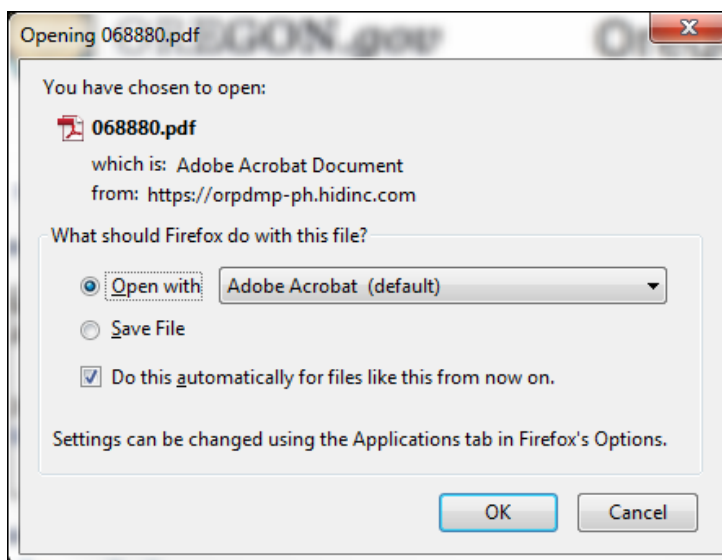 Opening 068880.pdf
OREGON.gov
You have chosen to open:
068880.pdf
which is: Adobe Acrobat Document
from: https://orpdmp-ph.hidinc.com
What should Firefox do with this file?
Open with
Adobe Acrobat (default)
Save File
Do this automatically for files like this from now on.
Settings can be changed using the Applications tab in Firefox's Options.
OK
Cancel